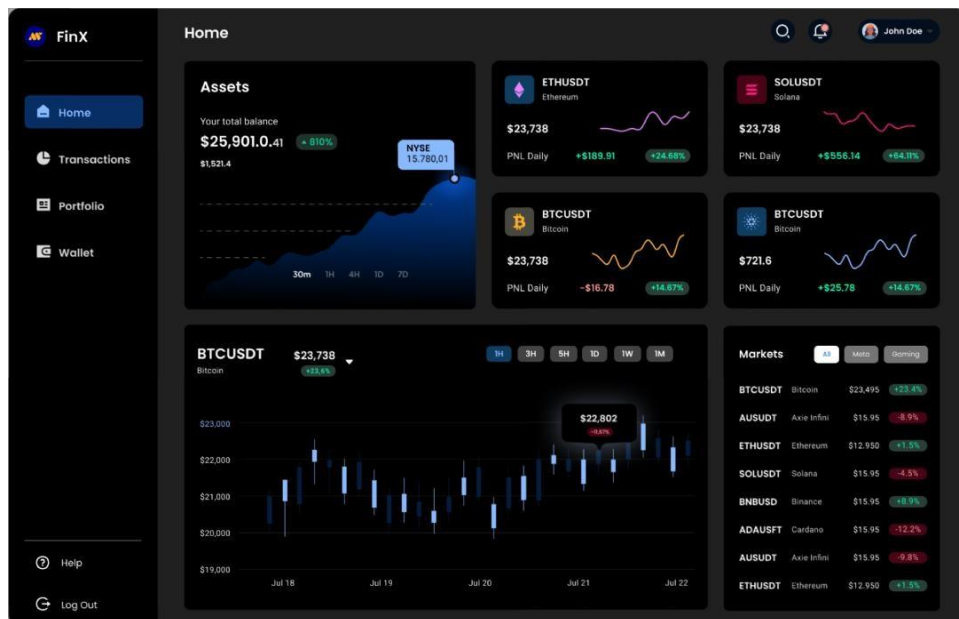 FinX
Home
Transactions
Portfolio
Wallet
Help
Log Out
Home
John Doe
Assets
Your total balance
$25,901.0.41 810%
$1,521.4
NYSE
15.780,01
30m 1H 4H 1D 7D
ETHUSDT
Ethereum
$23,738
PNL Daily +$189.91 +24.68%
SOLUSDT
Solana
$23,738
PNL Daily +$556.14 +64.11%
BTCUSDT
Bitcoin
$23,738
PNL Daily -$16.78 +14.67%
BTCUSDT
Bitcoin
$721.6
PNL Daily +$25.78 +14.67%
BTCUSDT
Bitcoin
$23,738
+23,6%
1H 3H 5H 1D 1W 1M
$22,802
$23,000
$22,000
$21,000
$20,000
$19,000
Jul 18 Jul 19 Jul 20 Jul 21 Jul 22
Markets All Meta Gaming
BTCUSDT Bitcoin $23,495 +23.4%
AUSUDT Axie Infini $15.95 -8.9%
ETHUSDT Ethereum $12.950 +1.5%
SOLUSDT Solana $15.95 -4.5%
BNBUSD Binance $15.95 +8.9%
ADAUSFT Cardano $15.95 -12.2%
AUSUDT Axie Infini $15.95 -9.8%
ETHUSDT Ethereum $12.950 +1.5%